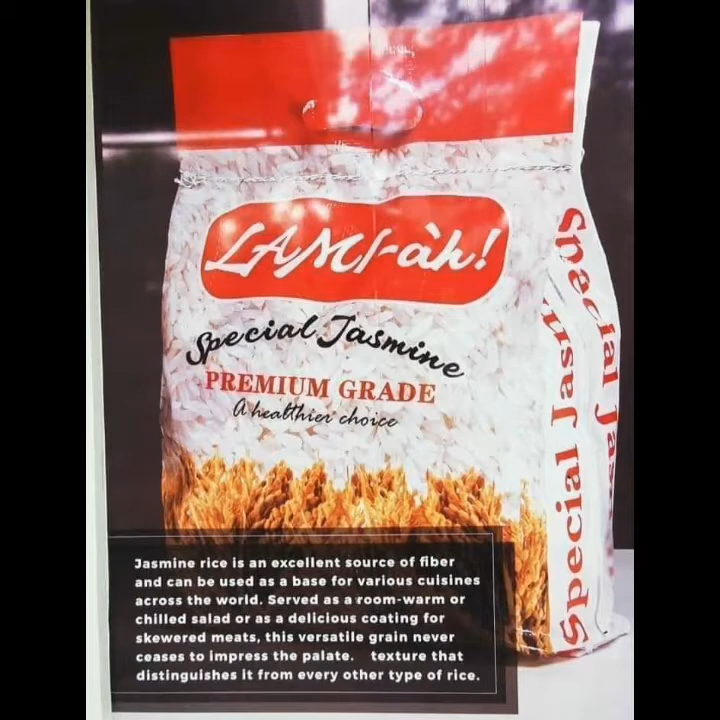 LAMI-àh!
Special Jasmine
PREMIUM GRADE
A healthier choice
Special Jasm
Special Jas
Jasmine rice is an excellent source of fiber
and can be used as a base for various cuisines
across the world. Served as a room-warm or
chilled salad or as a delicious coating for
skewered meats, this versatile grain never
ceases to impress the palate. texture that
distinguishes it from every other type of rice.